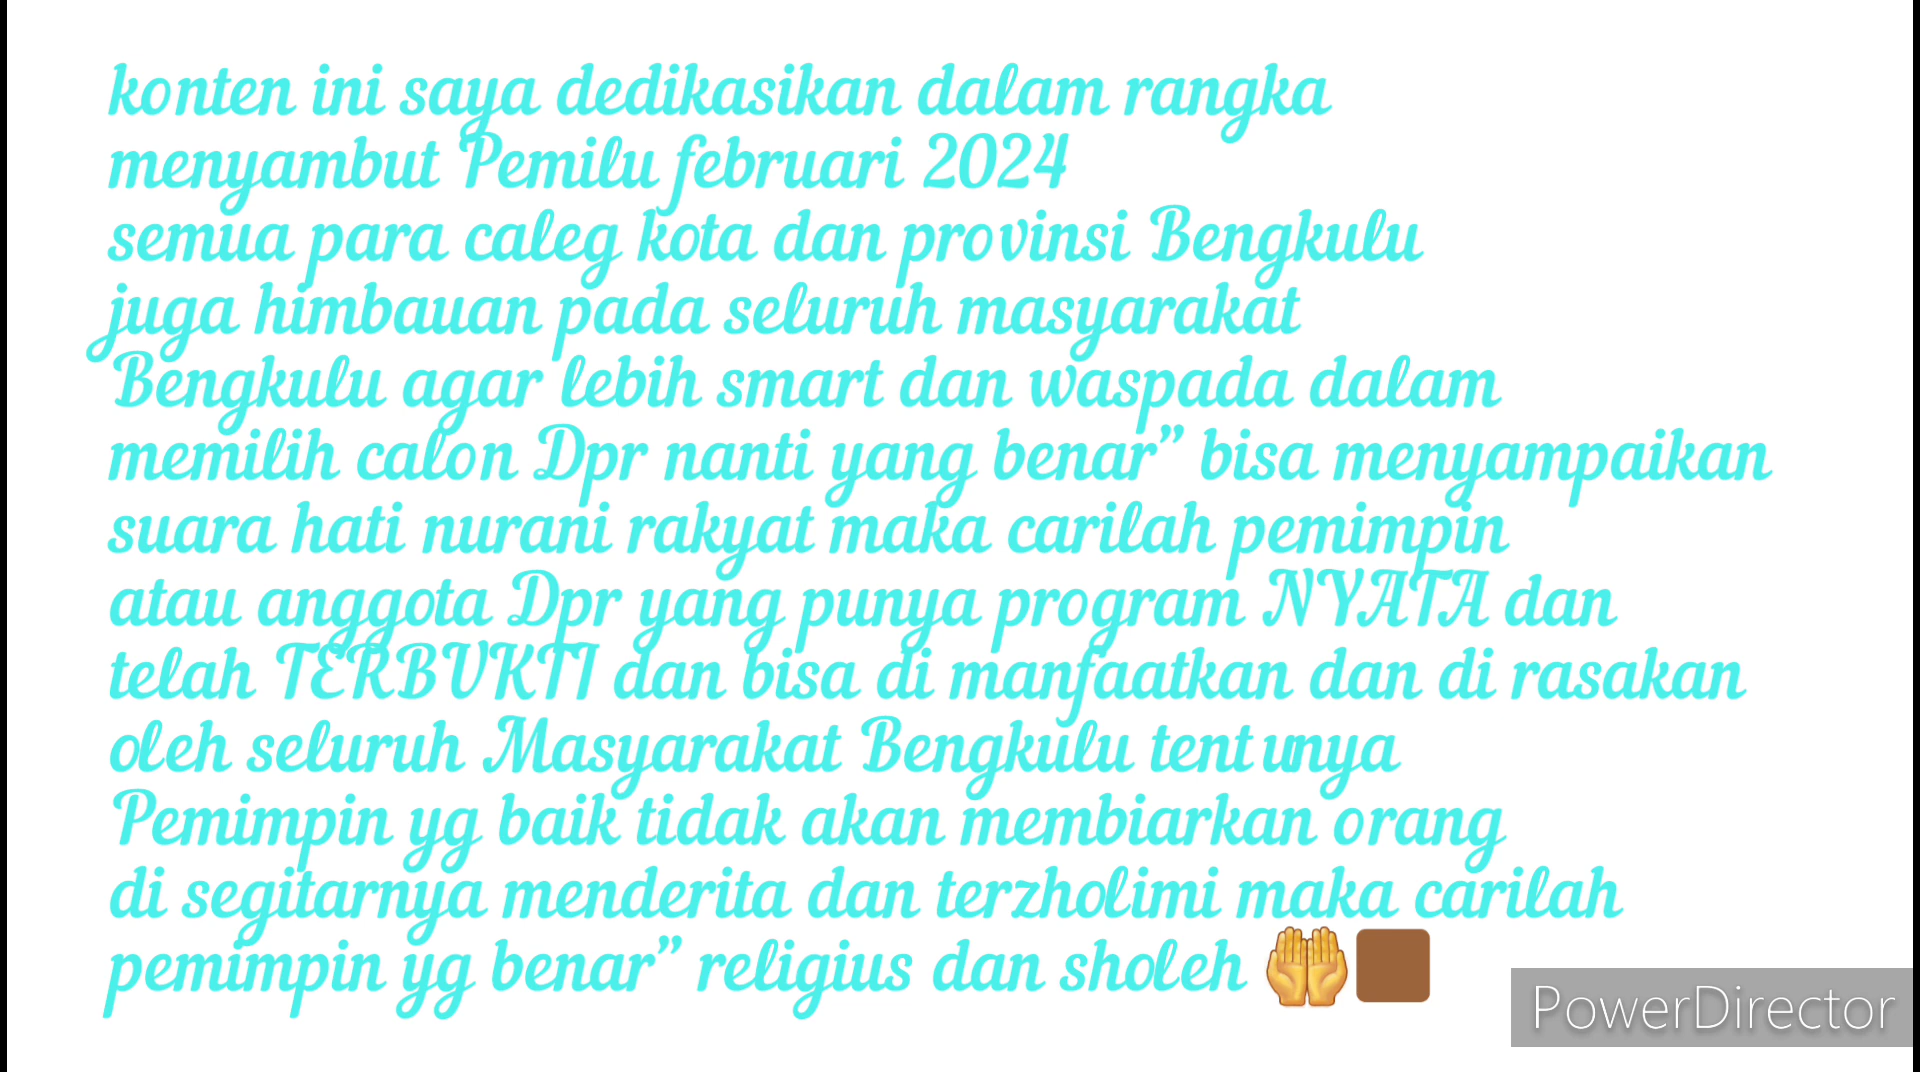 konten ini saya dedikasikan dalam rangka
menyambut Pemilu februari 2024
semua para caleg kota dan provinsi Bengkulu
juga himbauan pada seluruh masyarakat
Bengkulu agar lebih smart dan waspada dalam
memilih calon Dpr nanti yang benar” bisa menyampaikan
suara hati nurani rakyat maka carilah pemimpin
atau anggota Dpr yang punya program NYATA dan
telah TERBUKTI dan bisa di manfaatkan dan di rasakan
oleh seluruh Masyarakat Bengkulu tentunya
Pemimpin yg baik tidak akan membiarkan orang
di segitarnya menderita dan terzholimi maka carilah
pemimpin yg benar” religius dan sholeh 🤲🏾
PowerDirector